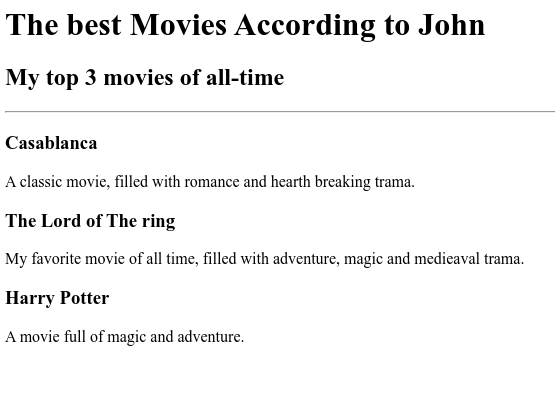 The best Movies According to John
My top 3 movies of all-time
Casablanca
A classic movie, filled with romance and hearth breaking trama.
The Lord of The ring
My favorite movie of all time, filled with adventure, magic and medieaval trama.
Harry Potter
A movie full of magic and adventure.